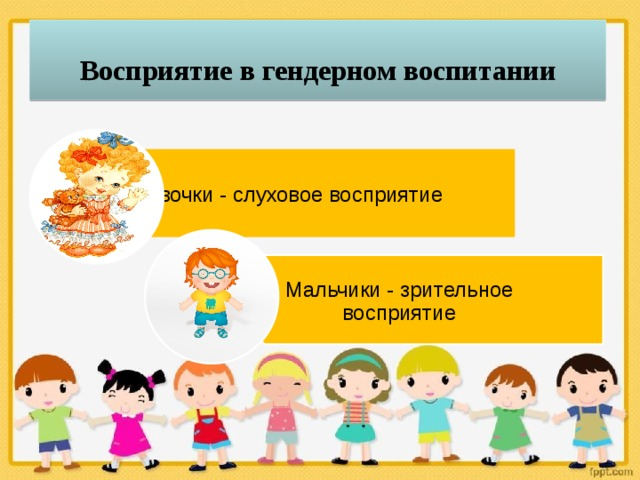 Восприятие в гендерном воспитании
вочки - слуховое восприятие
Мальчики - зрительное
восприятие
fppt.com